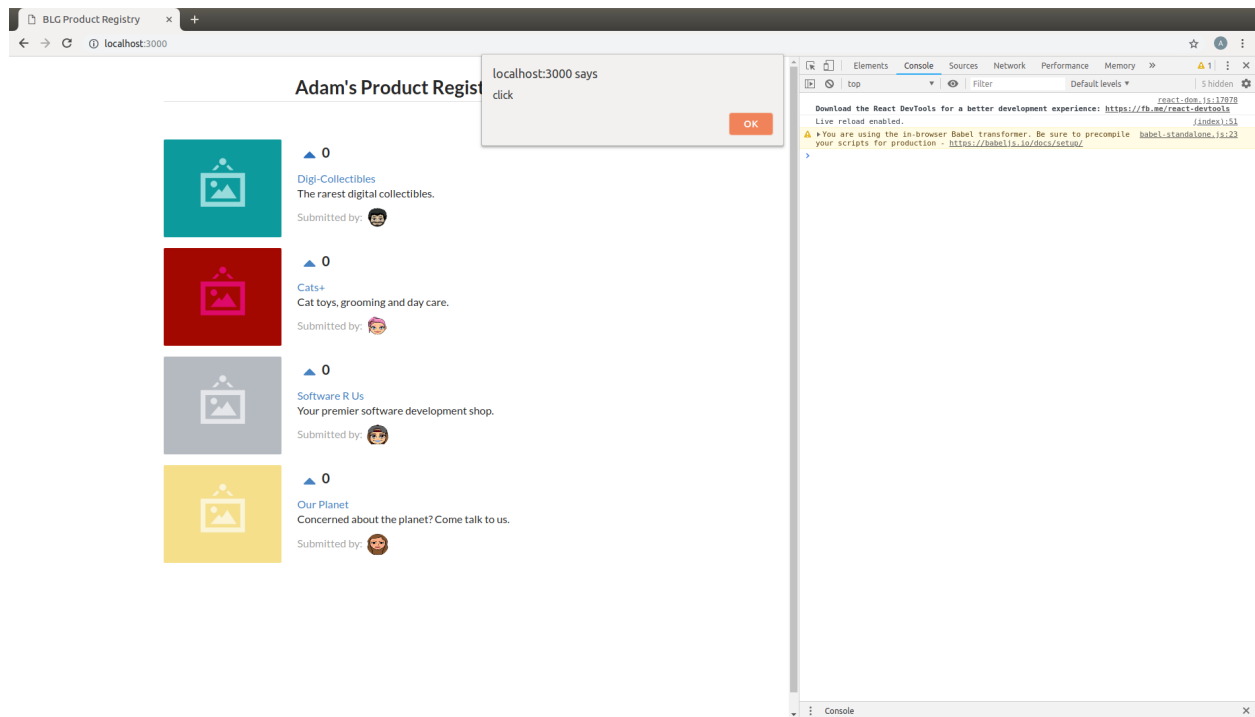 BLG Product Registry × +
localhost:3000 A
localhost:3000 says
click
OK
Adam's Product Regist
0
Digi-Collectibles
The rarest digital collectibles.
Submitted by:
0
Cats+
Cat toys, grooming and day care.
Submitted by:
0
Software R Us
Your premier software development shop.
Submitted by:
0
Our Planet
Concerned about the planet? Come talk to us.
Submitted by:
Elements Console Sources Network Performance Memory » 1
top Filter Default levels ▼ 5 hidden
react-dom.js:17078
Download the React DevTools for a better development experience: https://fb.me/react-devtools
Live reload enabled. (index):51
You are using the in-browser Babel transformer. Be sure to precompile babel-standalone.js:23
your scripts for production - https://babeljs.io/docs/setup/
Console